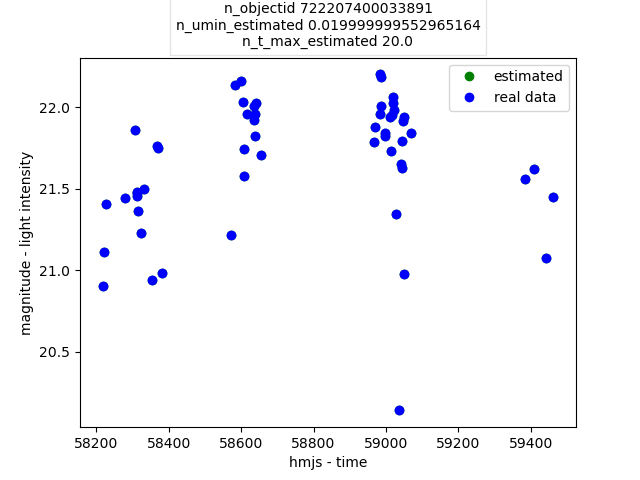 n_objectid 722207400033891
n_umin_estimated 0.019999999552965164
n_t_max_estimated 20.0
estimated
real data
22.0
21.5
21.0
20.5
magnitude - light intensity
58200 58400 58600 58800 59000 59200 59400
hmjs - time